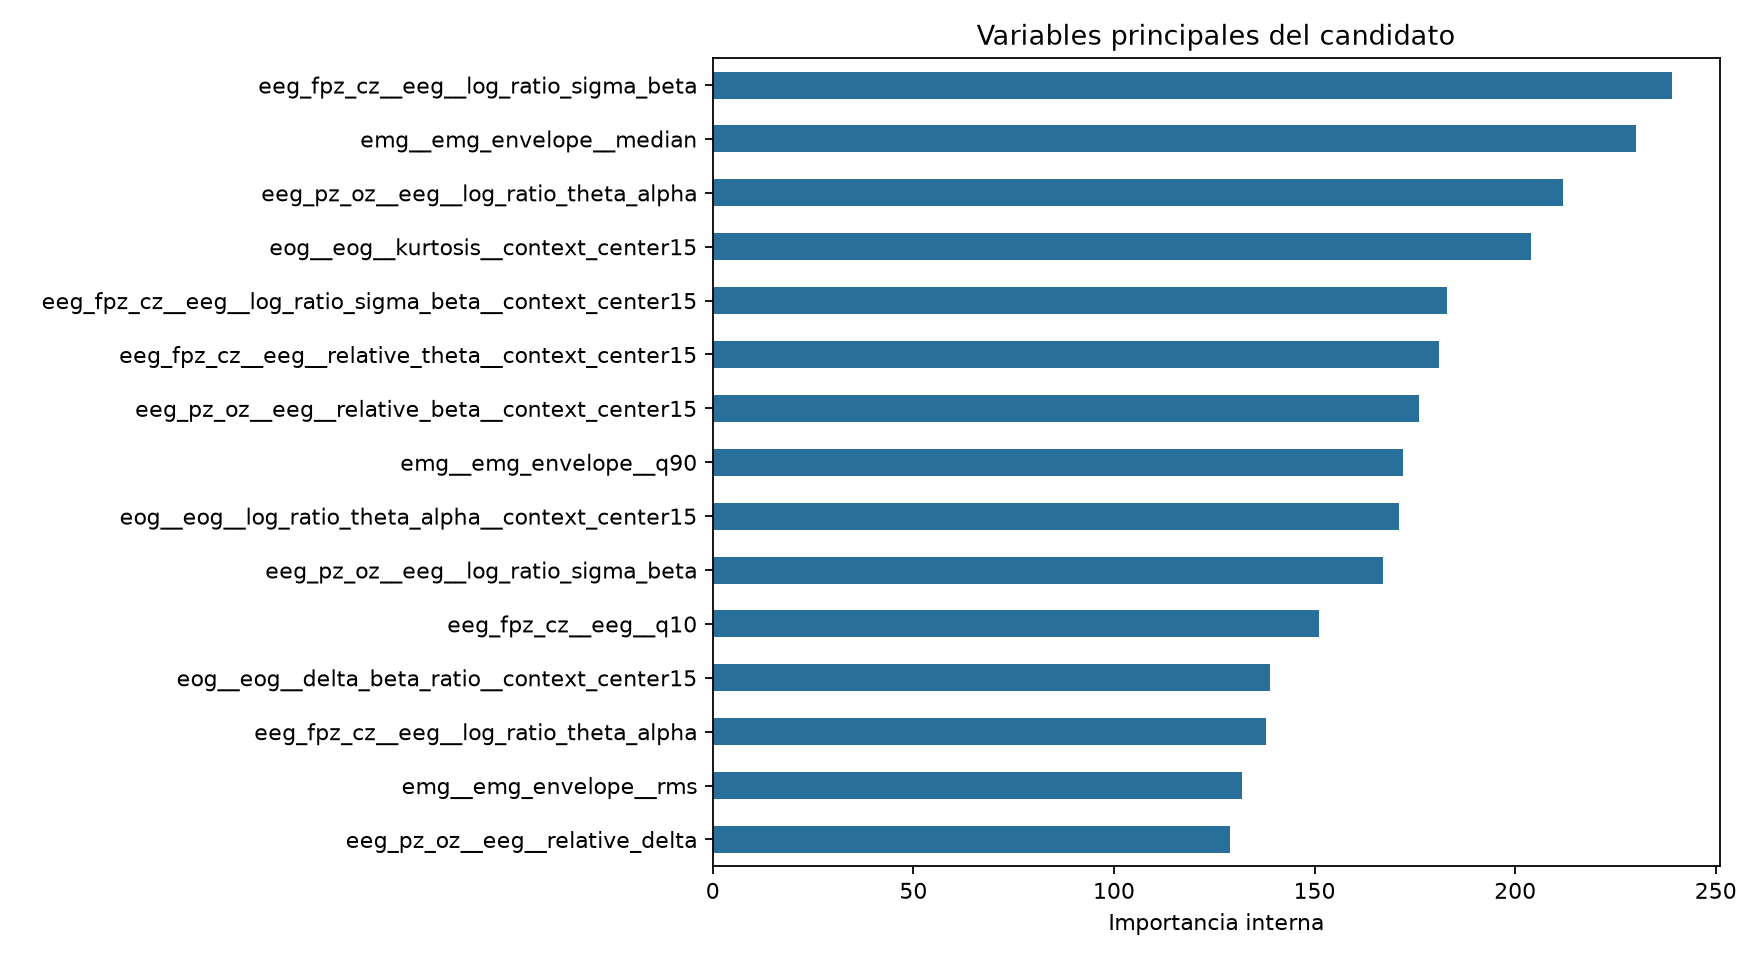 Variables principales del candidato
eeg_fpz_cz__eeg__log_ratio_sigma_beta
emg__emg_envelope__median
eeg_pz_oz__eeg__log_ratio_theta_alpha
eog__eog__kurtosis__context_center15
eeg_fpz_cz__eeg__log_ratio_sigma_beta__context_center15
eeg_fpz_cz__eeg__relative_theta__context_center15
eeg_pz_oz__eeg__relative_beta__context_center15
emg__emg_envelope__q90
eog__eog__log_ratio_theta_alpha__context_center15
eeg_pz_oz__eeg__log_ratio_sigma_beta
eeg_fpz_cz__eeg__q10
eog__eog__delta_beta_ratio__context_center15
eeg_fpz_cz__eeg__log_ratio_theta_alpha
emg__emg_envelope__rms
eeg_pz_oz__eeg__relative_delta
0 50 100 150 200 250
Importancia interna